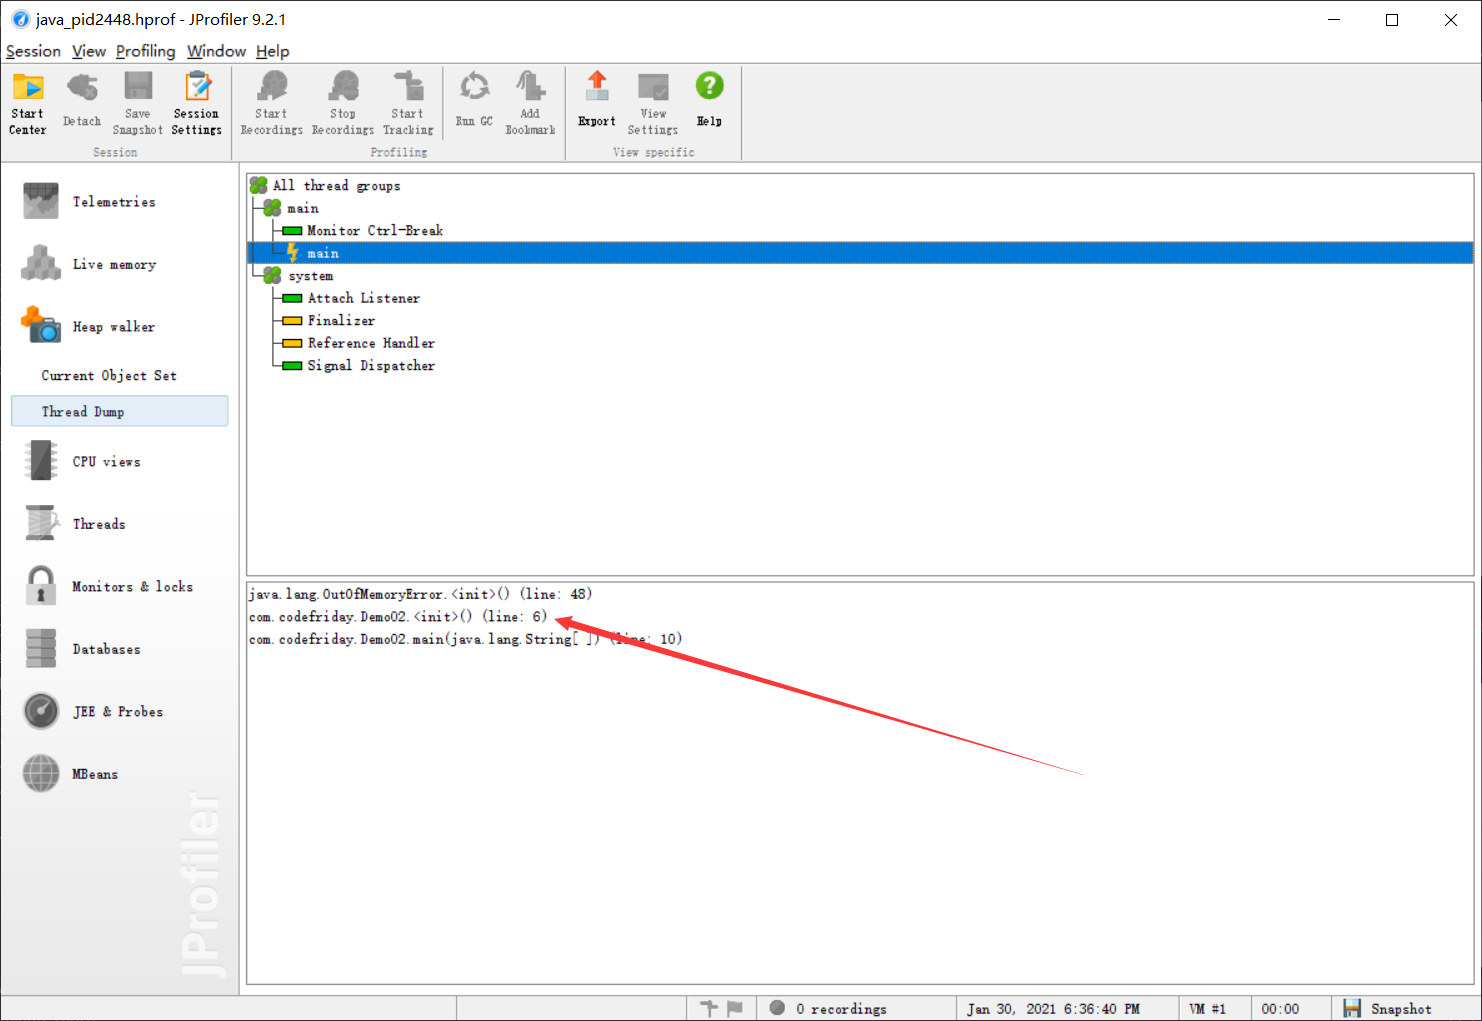 java_pid2448.hprof - JProfiler 9.2.1
Session View Profiling Window Help
Start Center
Detach
Save Snapshot
Session Settings
Start Recordings
Stop Recordings
Start Tracking
Run GC
Add Bookmark
Export
View Settings
Help
Session
Profiling
View specific
Telemetries
Live memory
Heap walker
Current Object Set
Thread Dump
CPU views
Threads
Monitors & locks
Databases
JEE & Probes
MBeans
JProfiler
All thread groups
main
Monitor Ctrl-Break
main
system
Attach Listener
Finalizer
Reference Handler
Signal Dispatcher
java.lang.OutOfMemoryError.<init>() (line: 48)
com.codefriday.Demo02.<init>() (line: 6)
com.codefriday.Demo02.main(java.lang.String[ ]) (line: 10)
0 recordings
Jan 30, 2021 6:36:40 PM
VM #1
00:00
Snapshot